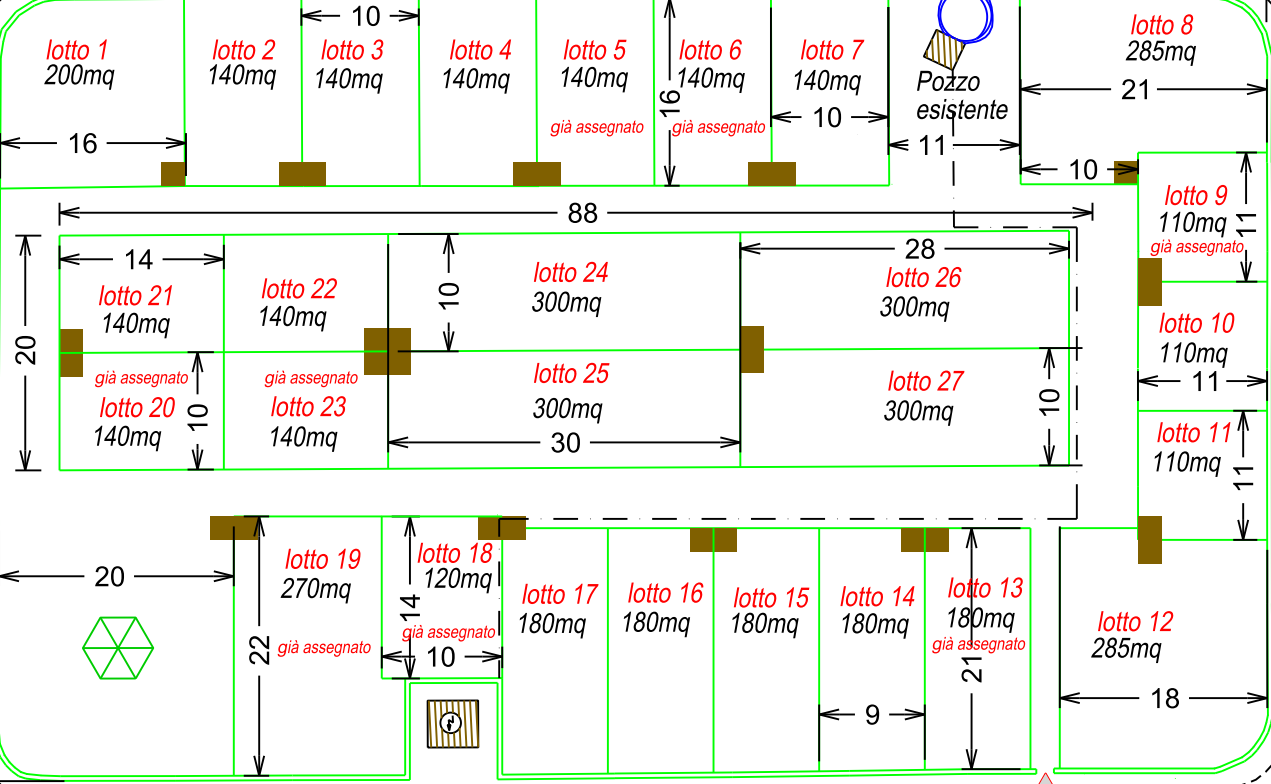 10
lotto 1
200mq
lotto 2
140mq
lotto 3
140mq
lotto 4
140mq
lotto 5
140mq
già assegnato
lotto 6
140mq
già assegnato
16
lotto 7
140mq
10
Pozzo
esistente
11
lotto 8
285mq
21
16
10
88
lotto 9
110mq
già assegnato
11
14
lotto 21
140mq
lotto 22
140mq
10
lotto 24
300mq
28
lotto 26
300mq
20
lotto 10
110mq
11
già assegnato
lotto 20
140mq
10
già assegnato
lotto 23
140mq
lotto 25
300mq
30
lotto 27
300mq
10
lotto 11
110mq
11
20
22
lotto 19
270mq
già assegnato
lotto 18
120mq
14
già assegnato
10
lotto 17
180mq
lotto 16
180mq
lotto 15
180mq
lotto 14
180mq
9
lotto 13
180mq
già assegnato
21
lotto 12
285mq
18